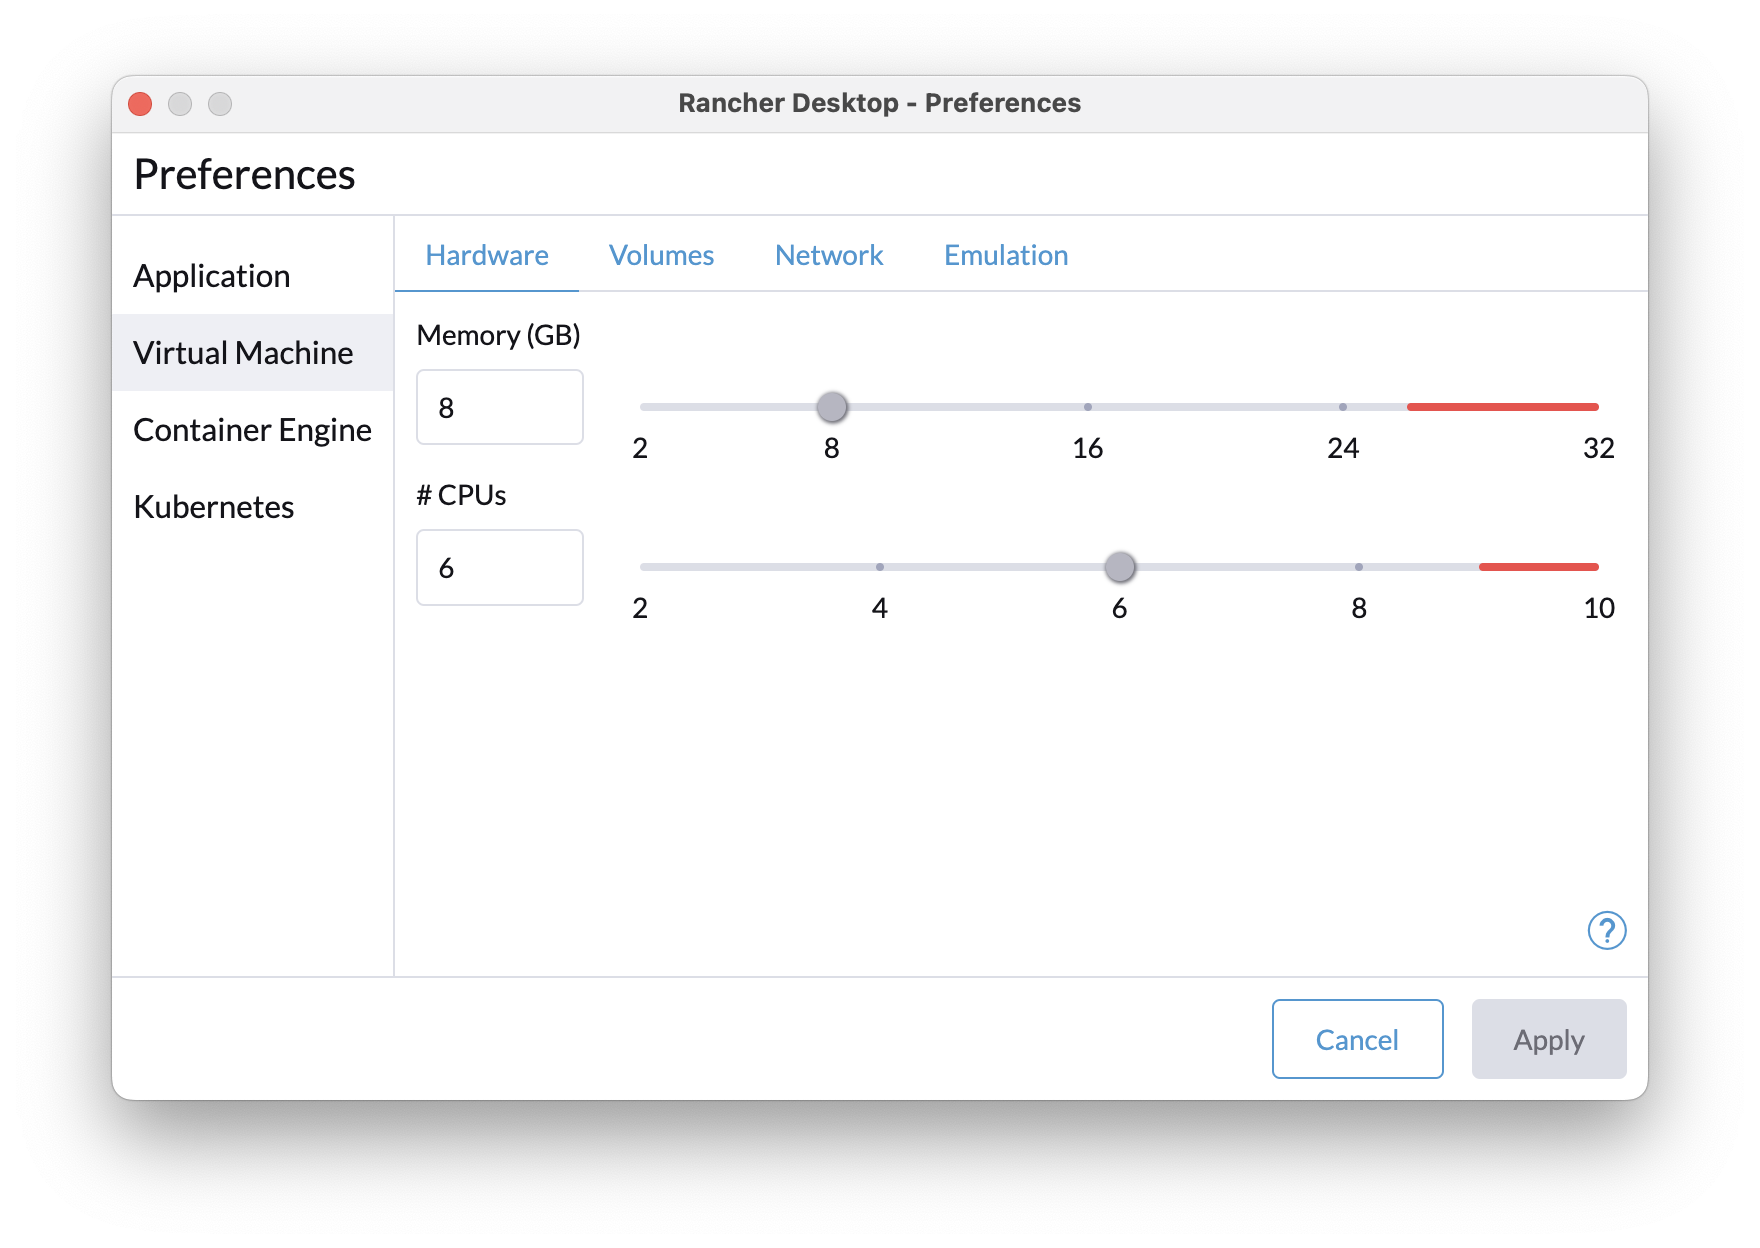 Rancher Desktop - Preferences
Preferences
Application
Virtual Machine
Container Engine
Kubernetes
Hardware Volumes Network Emulation
Memory (GB)
8
2 8 16 24 32
# CPUs
6
2 4 6 8 10
?
Cancel Apply